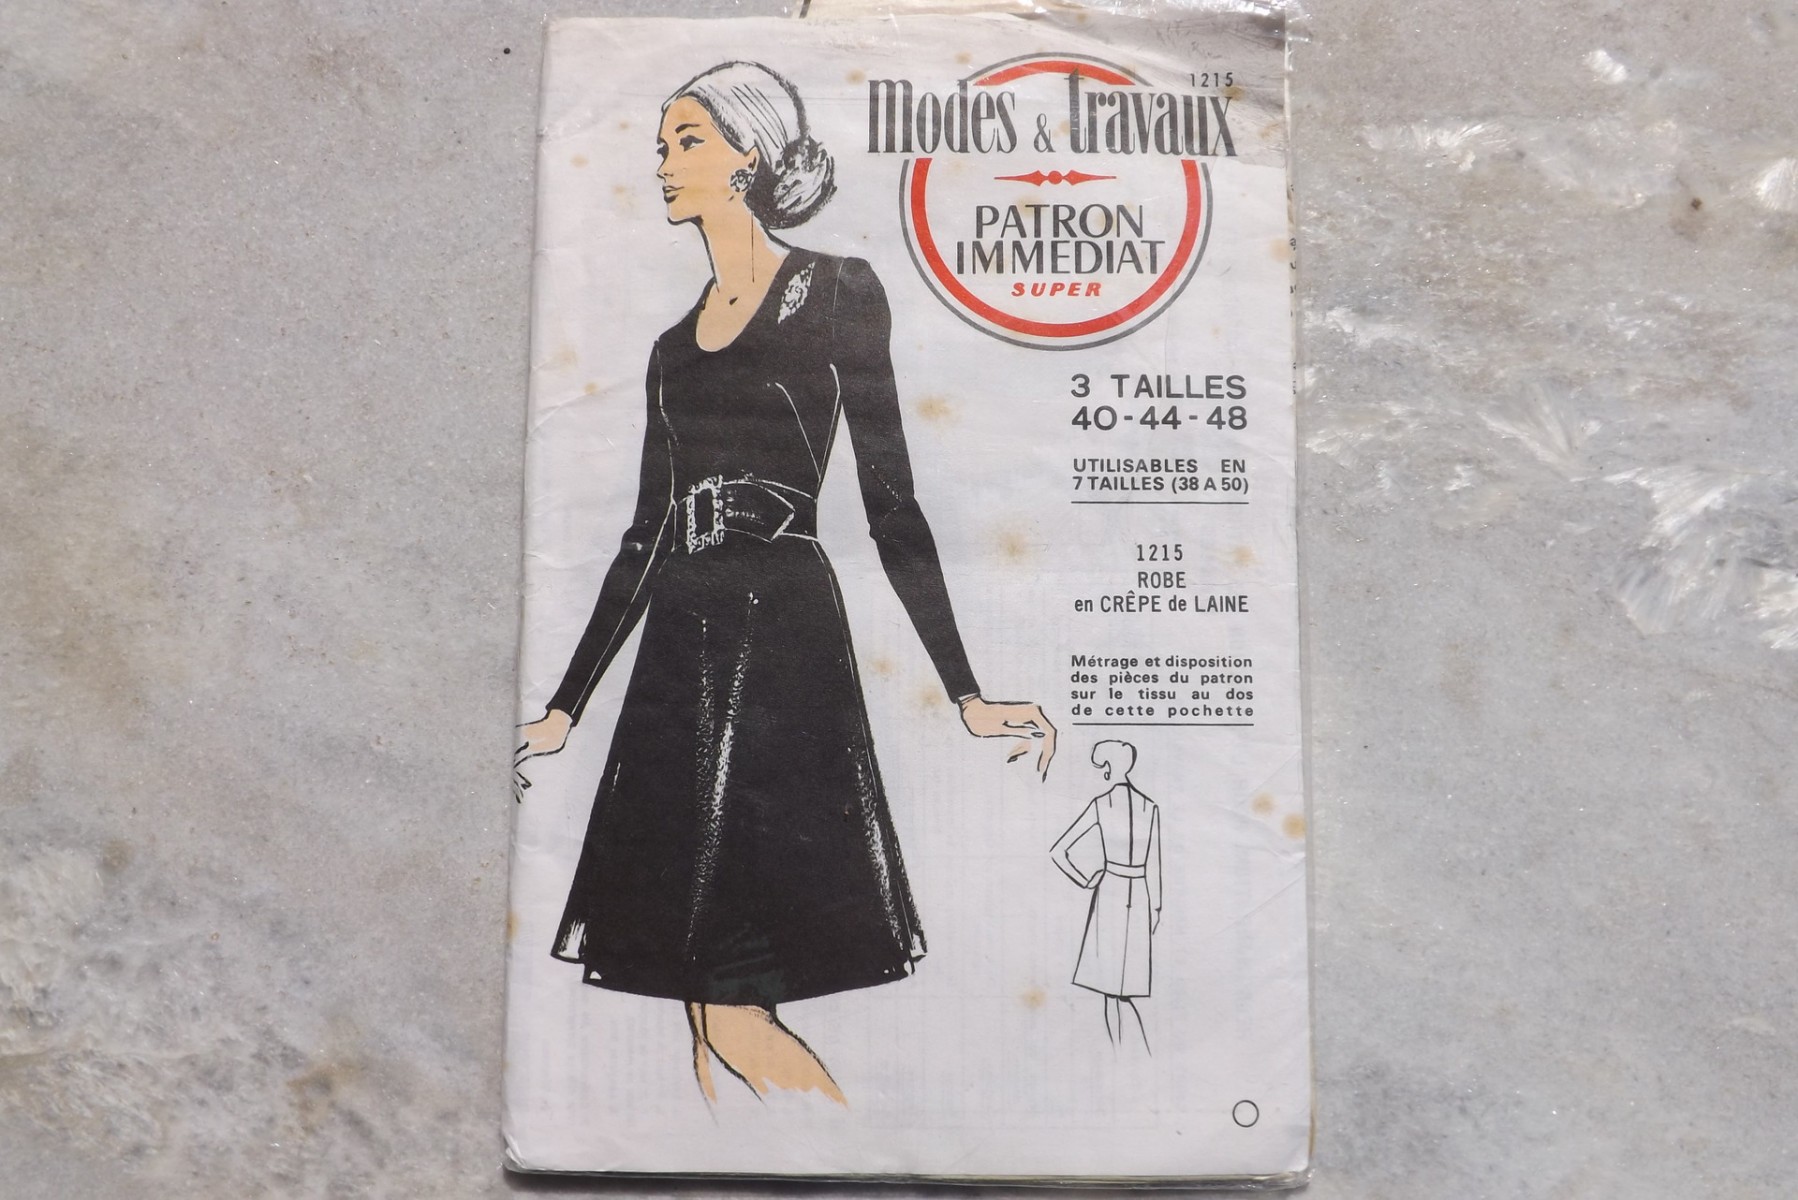 1215
Modes & travaux
PATRON
IMMEDIAT
SUPER
3 TAILLES
40-44-48
UTILISABLES EN
7 TAILLES (38 A 50)
1215
ROBE
en CRÊPE de LAINE
Métrage et disposition
des pièces du patron
sur le tissu au dos
de cette pochette